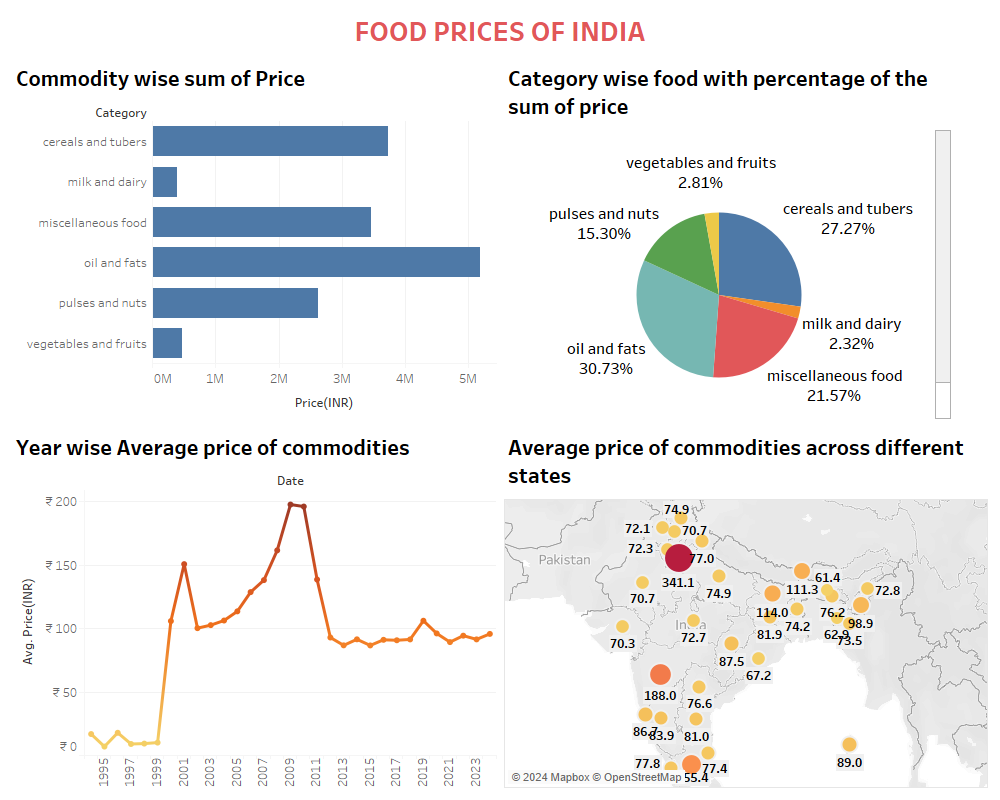 FOOD PRICES OF INDIA
Commodity wise sum of Price
Category
cereals and tubers
milk and dairy
miscellaneous food
oil and fats
pulses and nuts
vegetables and fruits
0M 1M 2M 3M 4M 5M
Price(INR)
Category wise food with percentage of the
sum of price
vegetables and fruits
2.81%
pulses and nuts
15.30%
cereals and tubers
27.27%
milk and dairy
2.32%
oil and fats
30.73%
miscellaneous food
21.57%
Year wise Average price of commodities
Date
Avg. Price(INR)
₹ 200
₹ 150
₹ 100
₹ 50
₹ 0
1995 1997 1999 2001 2003 2005 2007 2009 2011 2013 2015 2017 2019 2021 2023
Average price of commodities across different
states
74.9
72.1 70.7
72.3
Pakistan 77.0
341.1 61.4
70.7 74.9 111.3 72.8
114.0 76.2 98.9
India
70.3 72.7 81.9 74.2 62.9
73.5
87.5
67.2
188.0 76.6
86.7 83.9 81.0
77.8 77.4 89.0
55.4
© 2024 Mapbox © OpenStreetMap